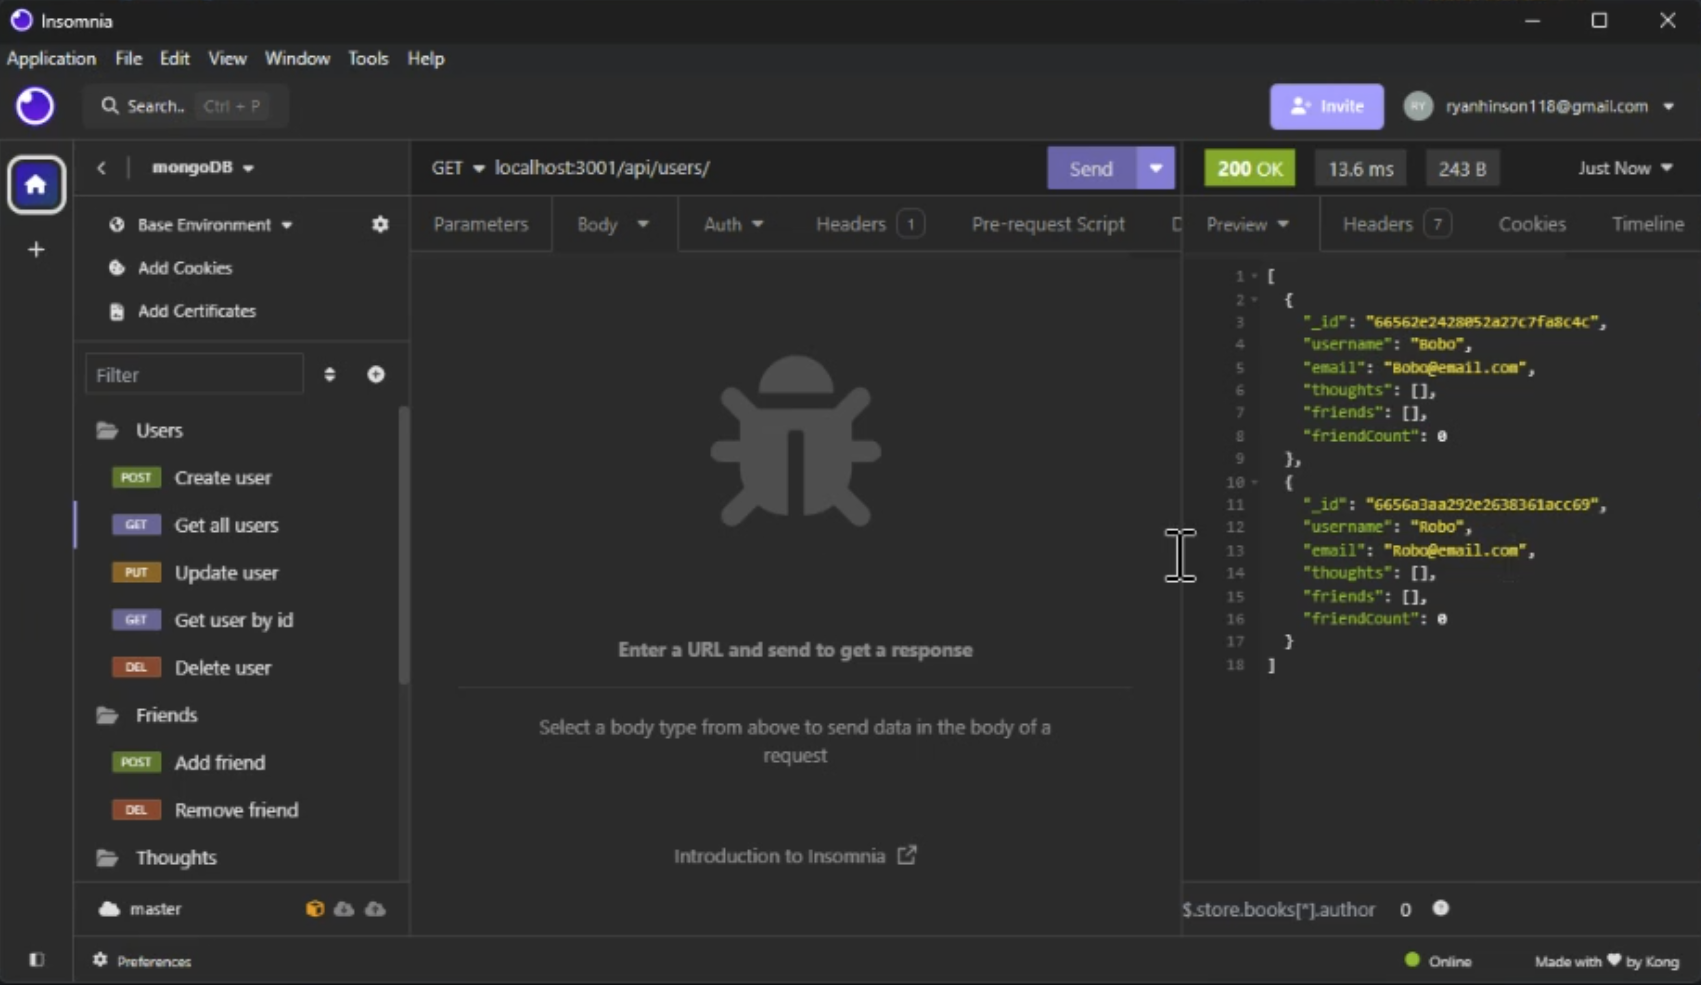 Insomnia
Application File Edit View Window Tools Help
Search.. Ctrl + P
Invite
RY
ryanhinson118@gmail.com
mongoDB
GET localhost:3001/api/users/
Send
200 OK
13.6 ms
243 B
Just Now
Base Environment
Add Cookies
Add Certificates
Parameters Body Auth Headers 1 Pre-request Script
Preview Headers 7 Cookies Timeline
Filter
Users
POST Create user
GET Get all users
PUT Update user
GET Get user by id
DEL Delete user
Friends
POST Add friend
DEL Remove friend
Thoughts
master
Enter a URL and send to get a response
Select a body type from above to send data in the body of a
request
Introduction to Insomnia
1 [
2 {
3 "_id": "66562e2428052a27c7fa8c4c",
4 "username": "Bobo",
5 "email": "Bobo@email.com",
6 "thoughts": [],
7 "friends": [],
8 "friendCount": 0
9 },
10 {
11 "_id": "6656a3aa292e2638361acc69",
12 "username": "Robo",
13 "email": "Robo@email.com",
14 "thoughts": [],
15 "friends": [],
16 "friendCount": 0
17 }
18 ]
$.store.books[*].author 0
Preferences
Online
Made with ♥ by Kong